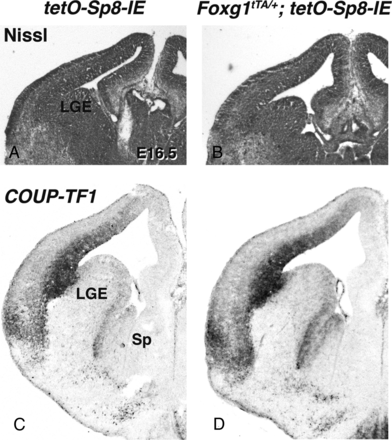 tetO-Sp8-IE
Foxg1tTA/+; tetO-Sp8-IE
Nissl
LGE
A
E16.5
B
COUP-TF1
LGE
Sp
C
D